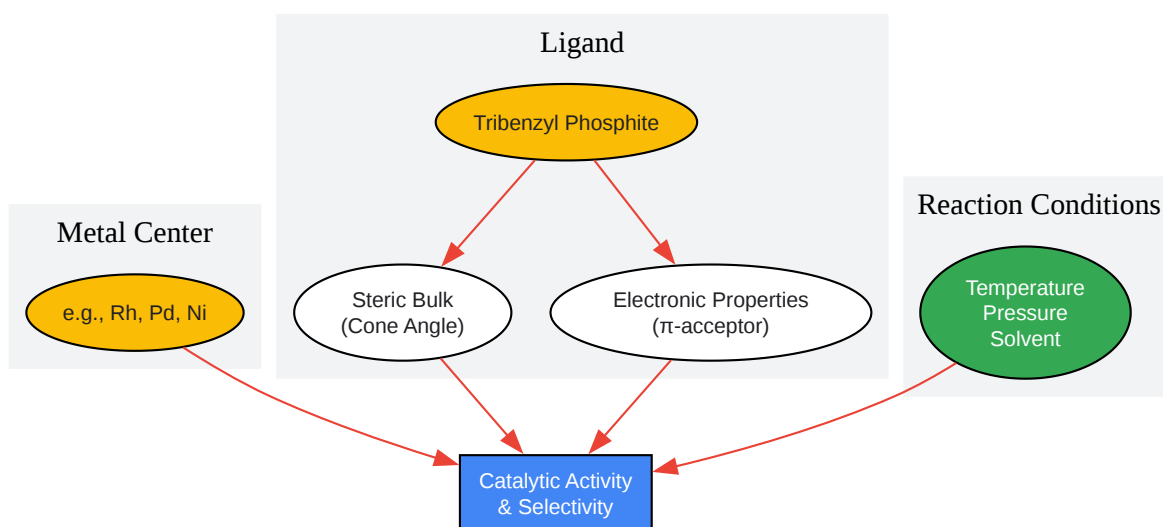 Ligand
Tribenzyl Phosphite
Metal Center
Reaction Conditions
e.g., Rh, Pd, Ni
Steric Bulk
(Cone Angle)
Electronic Properties
(π-acceptor)
Temperature
Pressure
Solvent
Catalytic Activity
& Selectivity